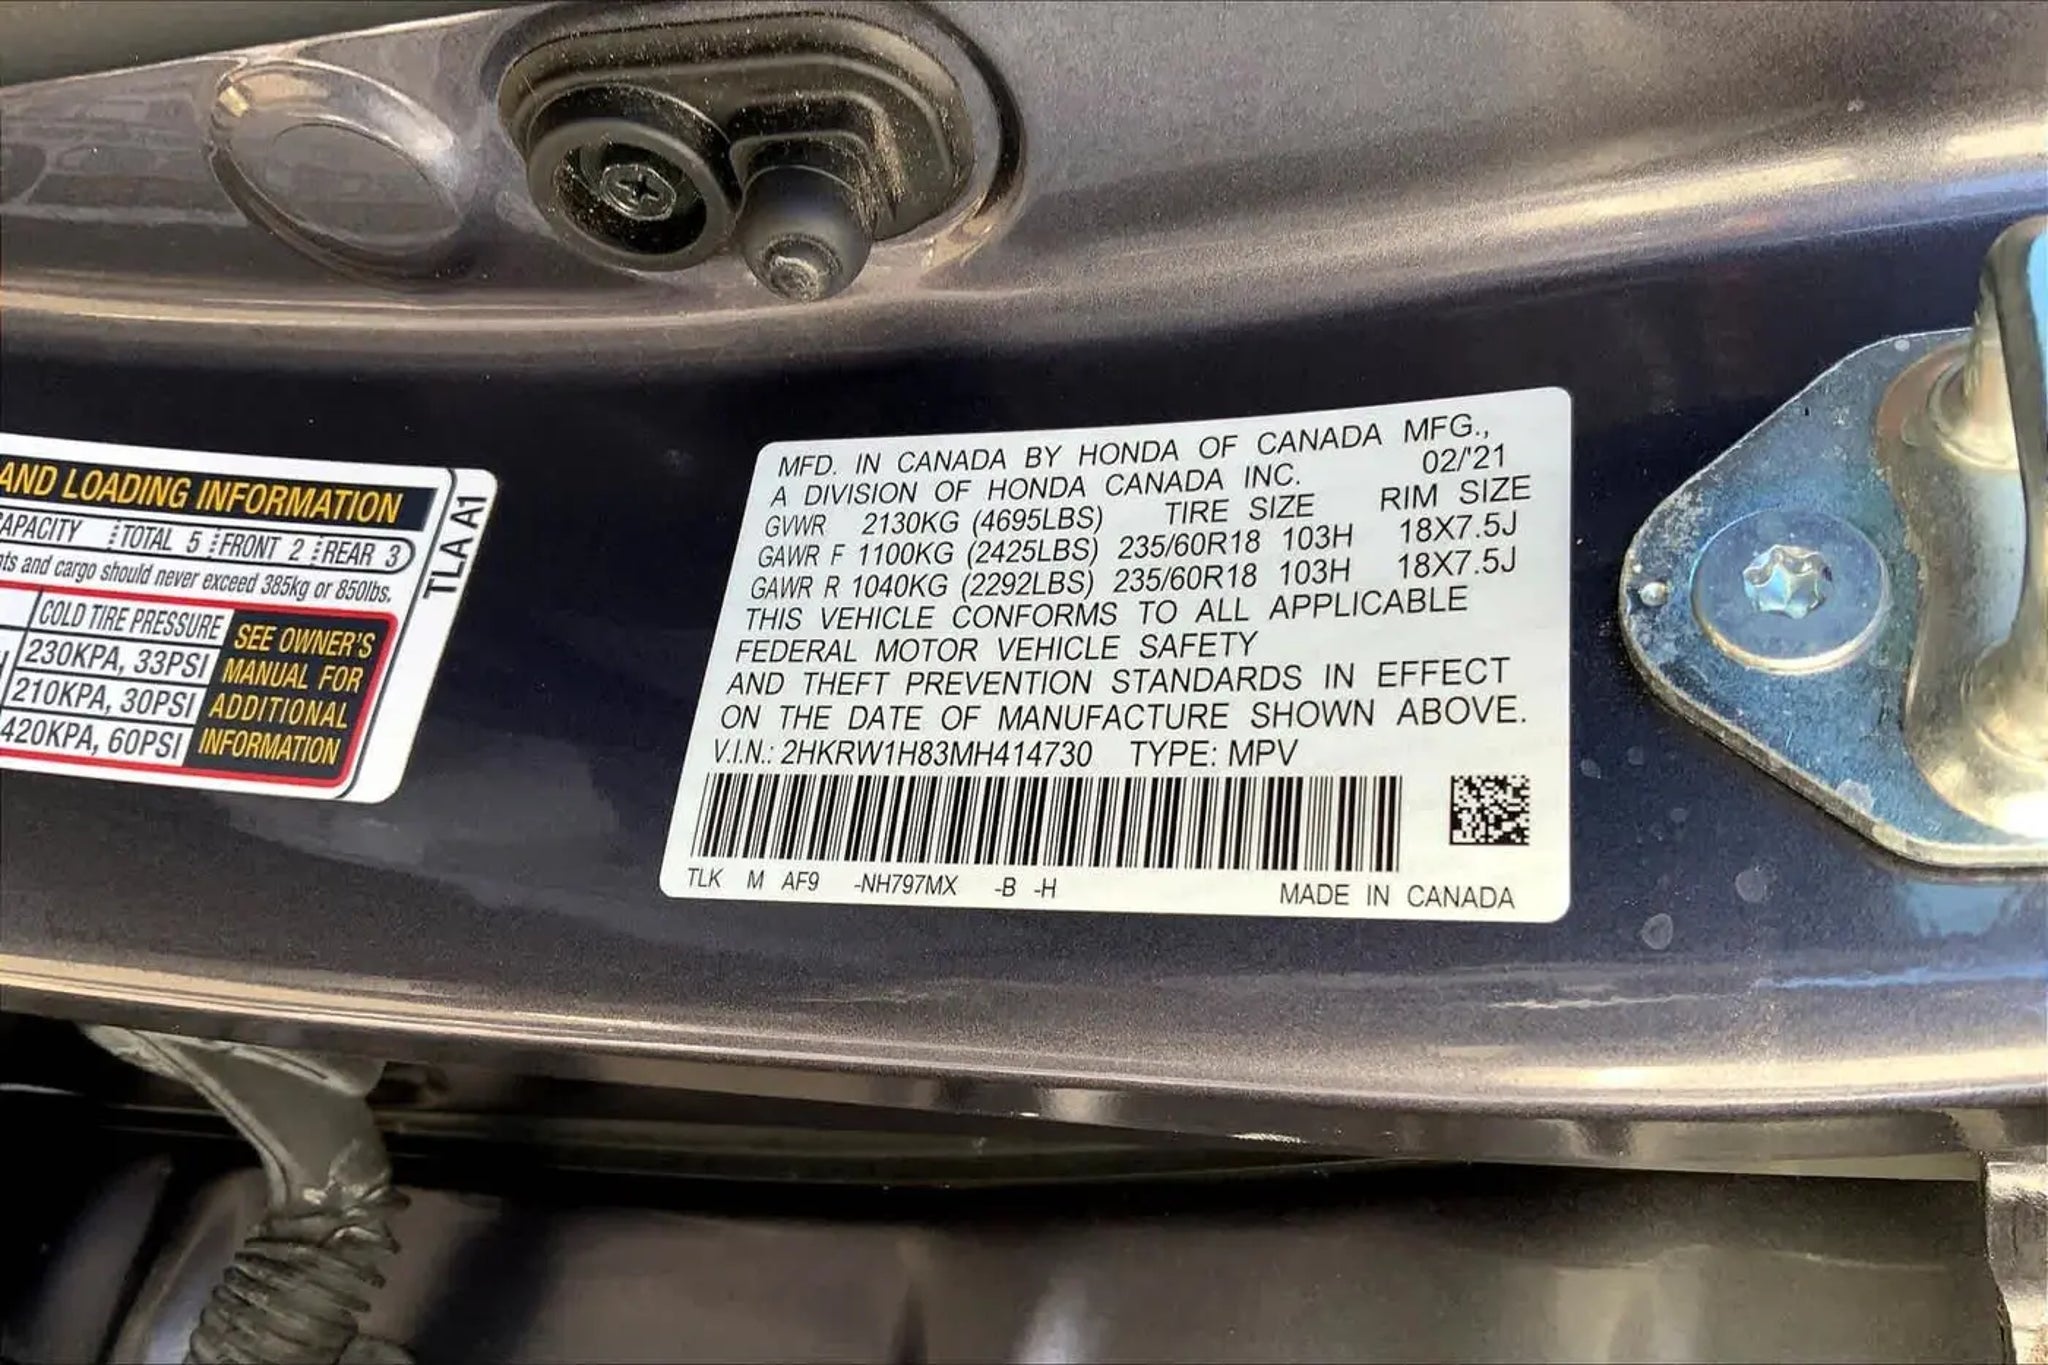 AND LOADING INFORMATION
CAPACITY TOTAL 5 FRONT 2 REAR 3
and cargo should never exceed 385kg or 850lbs.
COLD TIRE PRESSURE
230KPA, 33PSI
210KPA, 30PSI
420KPA, 60PSI
SEE OWNER'S
MANUAL FOR
ADDITIONAL
INFORMATION
TLA A1
MFD. IN CANADA BY HONDA OF CANADA MFG.,
A DIVISION OF HONDA CANADA INC. 02/'21
GVWR 2130KG (4695LBS) TIRE SIZE RIM SIZE
GAWR F 1100KG (2425LBS) 235/60R18 103H 18X7.5J
GAWR R 1040KG (2292LBS) 235/60R18 103H 18X7.5J
THIS VEHICLE CONFORMS TO ALL APPLICABLE
FEDERAL MOTOR VEHICLE SAFETY
AND THEFT PREVENTION STANDARDS IN EFFECT
ON THE DATE OF MANUFACTURE SHOWN ABOVE.
V.I.N.: 2HKRW1H83MH414730 TYPE: MPV
TLK M AF9 -NH797MX -B -H MADE IN CANADA